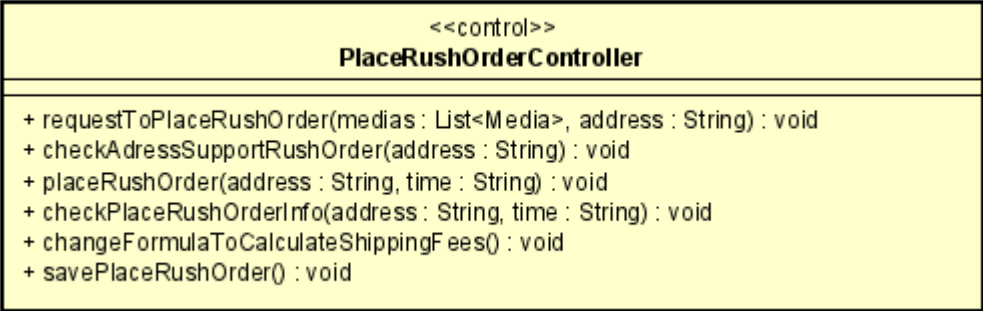 <<control>>
PlaceRushOrderController
+ requestToPlaceRushOrder(medias : List<Media>, address : String) : void
+ checkAdressSupportRushOrder(address : String) : void
+ placeRushOrder(address : String, time : String) : void
+ checkPlaceRushOrderInfo(address : String, time : String) : void
+ changeFormulaToCalculateShippingFees() : void
+ savePlaceRushOrder() : void